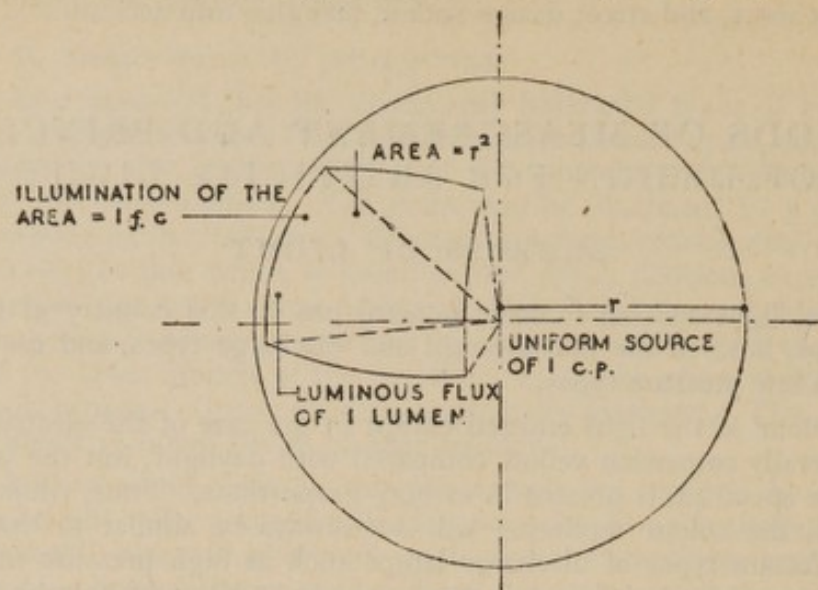 AREA = r²
ILLUMINATION OF THE
AREA = 1 f. c
r
UNIFORM SOURCE
OF 1 c.p.
LUMINOUS FLUX
OF 1 LUMEN